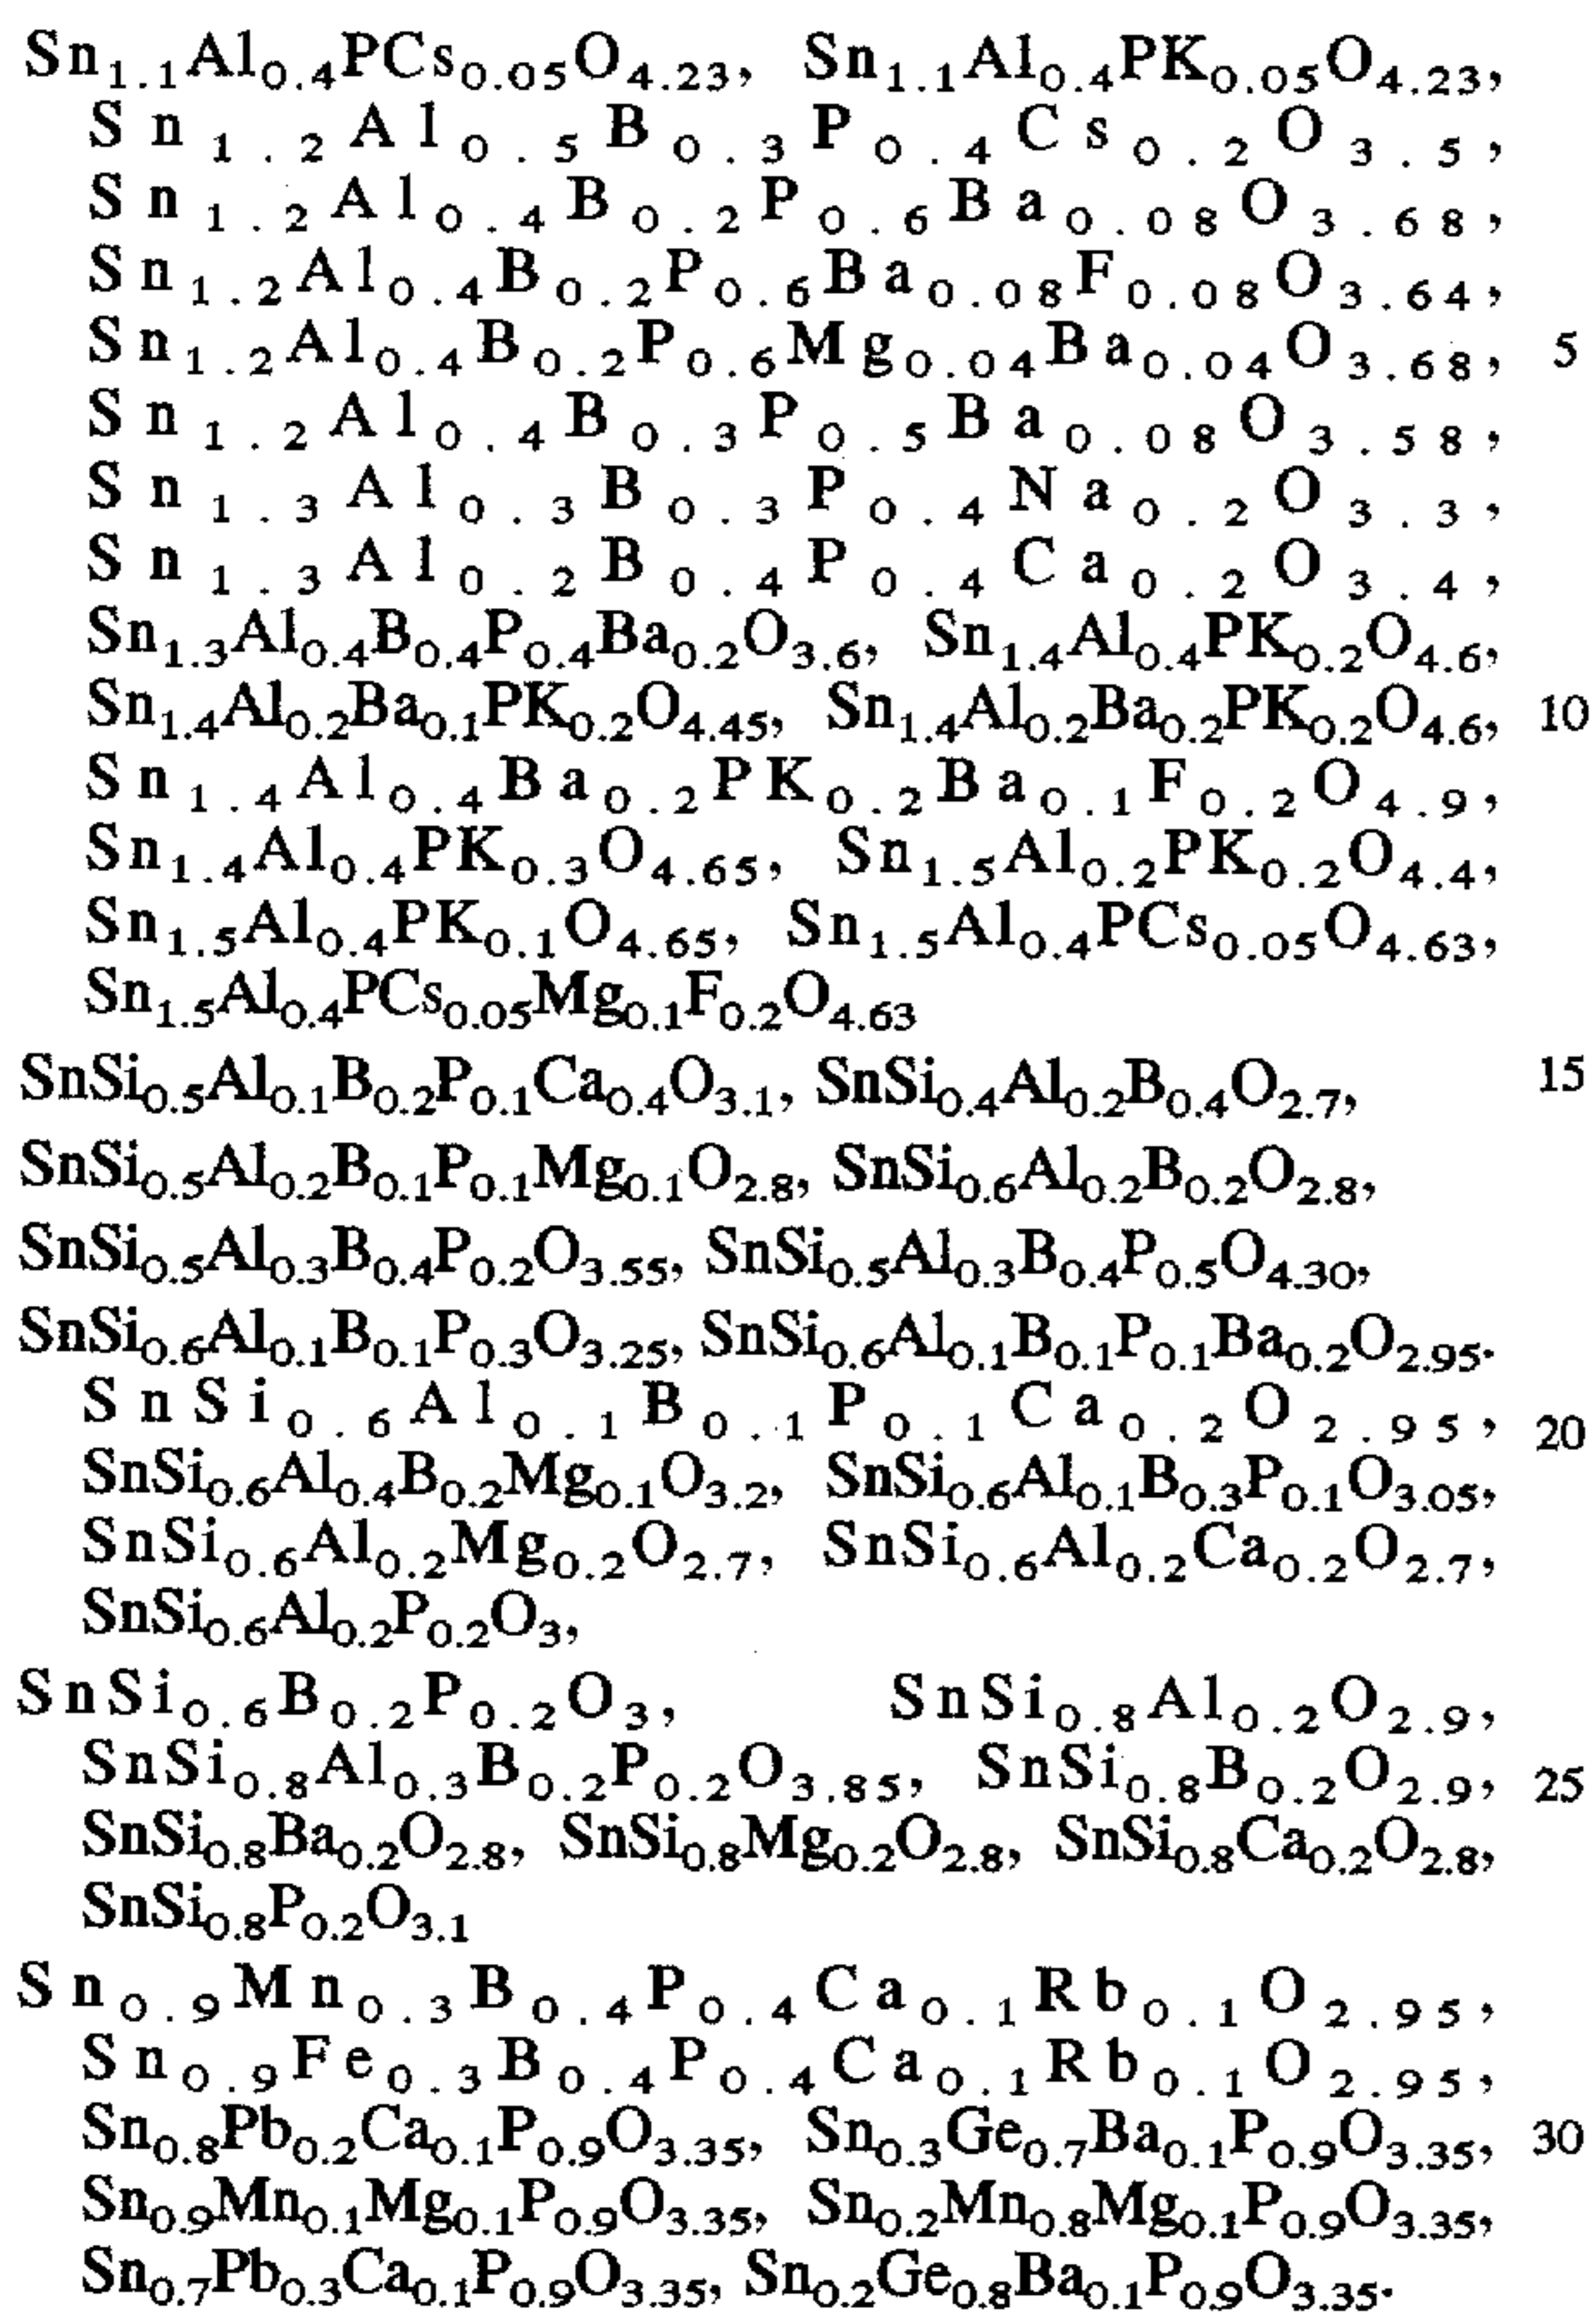 Sn₁.₁Al₀.₄PCs₀.₀₅O₄.₂₃, Sn₁.₁Al₀.₄PK₀.₀₅O₄.₂₃,
Sn₁.₂Al₀.₅B₀.₃P₀.₄Cs₀.₂O₃.₅,
Sn₁.₂Al₀.₄B₀.₂P₀.₆Ba₀.₀₈O₃.₆₈,
Sn₁.₂Al₀.₄B₀.₂P₀.₆Ba₀.₀₈F₀.₀₈O₃.₆₄,
Sn₁.₂Al₀.₄B₀.₂P₀.₆Mg₀.₀₄Ba₀.₀₄O₃.₆₈, 5
Sn₁.₂Al₀.₄B₀.₃P₀.₅Ba₀.₀₈O₃.₅₈,
Sn₁.₃Al₀.₃B₀.₃P₀.₄Na₀.₂O₃.₃,
Sn₁.₃Al₀.₂B₀.₄P₀.₄Ca₀.₂O₃.₄,
Sn₁.₃Al₀.₄B₀.₄P₀.₄Ba₀.₂O₃.₆, Sn₁.₄Al₀.₄PK₀.₂O₄.₆,
Sn₁.₄Al₀.₂Ba₀.₁PK₀.₂O₄.₄₅, Sn₁.₄Al₀.₂Ba₀.₂PK₀.₂O₄.₆, 10
Sn₁.₄Al₀.₄Ba₀.₂PK₀.₂Ba₀.₁F₀.₂O₄.₉,
Sn₁.₄Al₀.₄PK₀.₃O₄.₆₅, Sn₁.₅Al₀.₂PK₀.₂O₄.₄,
Sn₁.₅Al₀.₄PK₀.₁O₄.₆₅, Sn₁.₅Al₀.₄PCs₀.₀₅O₄.₆₃,
Sn₁.₅Al₀.₄PCs₀.₀₅Mg₀.₁F₀.₂O₄.₆₃
SnSi₀.₅Al₀.₁B₀.₂P₀.₁Ca₀.₄O₃.₁, SnSi₀.₄Al₀.₂B₀.₄O₂.₇, 15
SnSi₀.₅Al₀.₂B₀.₁P₀.₁Mg₀.₁O₂.₈, SnSi₀.₆Al₀.₂B₀.₂O₂.₈,
SnSi₀.₅Al₀.₃B₀.₄P₀.₂O₃.₅₅, SnSi₀.₅Al₀.₃B₀.₄P₀.₅O₄.₃₀,
SnSi₀.₆Al₀.₁B₀.₁P₀.₃O₃.₂₅, SnSi₀.₆Al₀.₁B₀.₁P₀.₁Ba₀.₂O₂.₉₅.
SnSi₀.₆Al₀.₁B₀.₁P₀.₁Ca₀.₂O₂.₉₅, 20
SnSi₀.₆Al₀.₄B₀.₂Mg₀.₁O₃.₂, SnSi₀.₆Al₀.₁B₀.₃P₀.₁O₃.₀₅,
SnSi₀.₆Al₀.₂Mg₀.₂O₂.₇, SnSi₀.₆Al₀.₂Ca₀.₂O₂.₇,
SnSi₀.₆Al₀.₂P₀.₂O₃,
SnSi₀.₆B₀.₂P₀.₂O₃, SnSi₀.₈Al₀.₂O₂.₉,
SnSi₀.₈Al₀.₃B₀.₂P₀.₂O₃.₈₅, SnSi₀.₈B₀.₂O₂.₉, 25
SnSi₀.₈Ba₀.₂O₂.₈, SnSi₀.₈Mg₀.₂O₂.₈, SnSi₀.₈Ca₀.₂O₂.₈,
SnSi₀.₈P₀.₂O₃.₁
Sn₀.₉Mn₀.₃B₀.₄P₀.₄Ca₀.₁Rb₀.₁O₂.₉₅,
Sn₀.₉Fe₀.₃B₀.₄P₀.₄Ca₀.₁Rb₀.₁O₂.₉₅,
Sn₀.₈Pb₀.₂Ca₀.₁P₀.₉O₃.₃₅, Sn₀.₃Ge₀.₇Ba₀.₁P₀.₉O₃.₃₅, 30
Sn₀.₉Mn₀.₁Mg₀.₁P₀.₉O₃.₃₅, Sn₀.₂Mn₀.₈Mg₀.₁P₀.₉O₃.₃₅,
Sn₀.₇Pb₀.₃Ca₀.₁P₀.₉O₃.₃₅, Sn₀.₂Ge₀.₈Ba₀.₁P₀.₉O₃.₃₅.